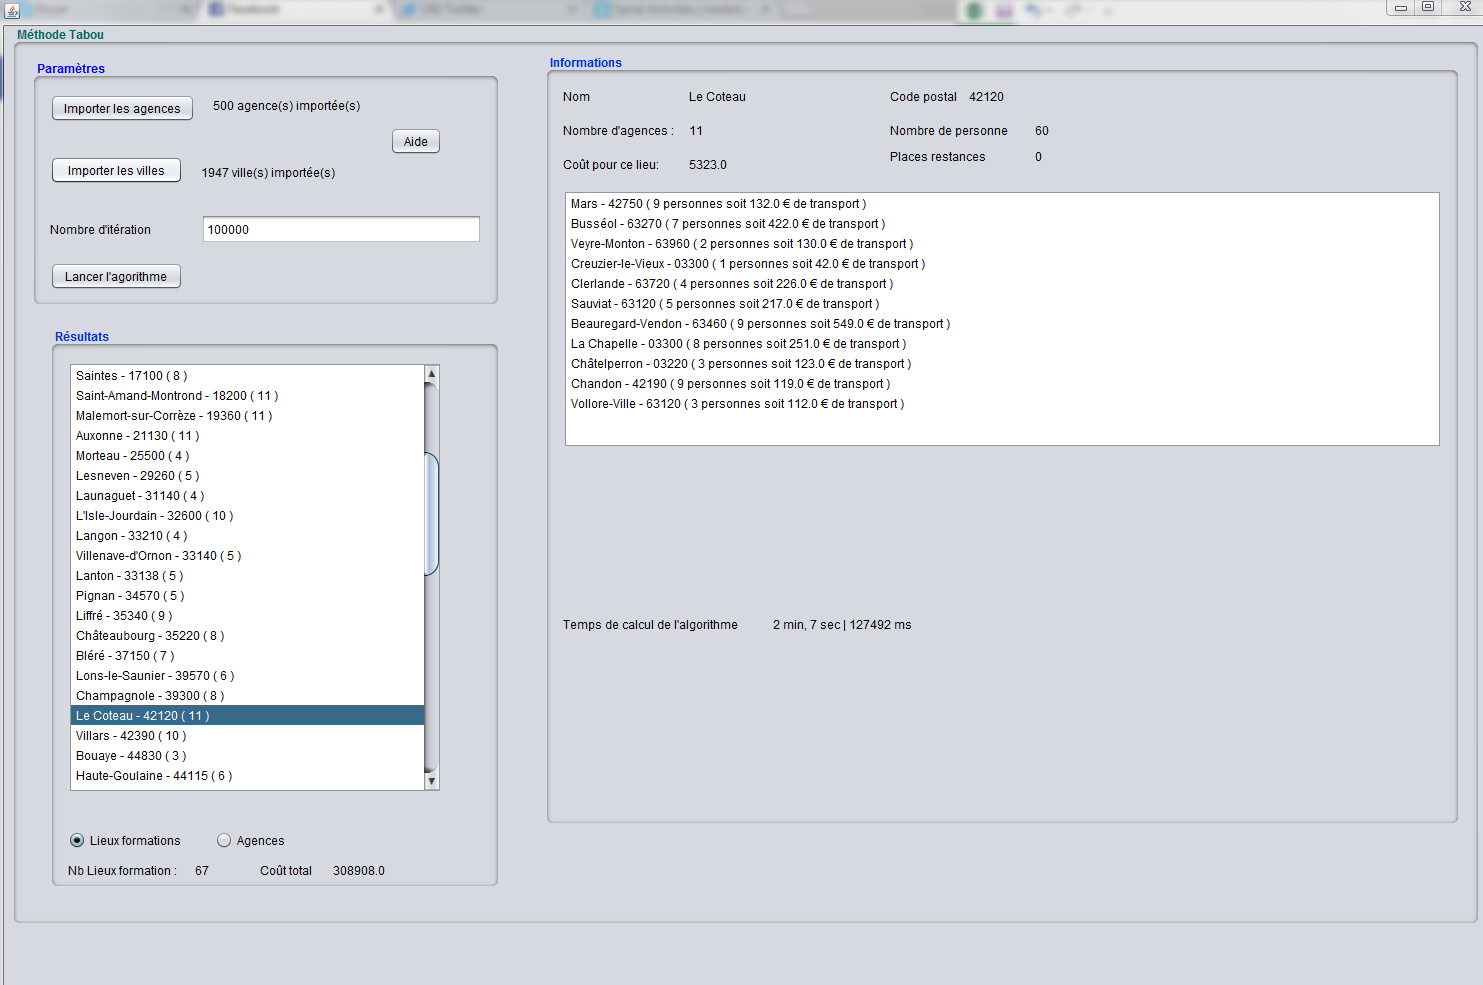 Facebook
Méthode Tabou
Paramètres
Importer les agences 500 agence(s) importée(s)
Aide
Importer les villes 1947 ville(s) importée(s)
Nombre d'itération 100000
Lancer l'agorithme
Résultats
Saintes - 17100 ( 8 )
Saint-Amand-Montrond - 18200 ( 11 )
Malemort-sur-Corrèze - 19360 ( 11 )
Auxonne - 21130 ( 11 )
Morteau - 25500 ( 4 )
Lesneven - 29260 ( 5 )
Launaguet - 31140 ( 4 )
L'Isle-Jourdain - 32600 ( 10 )
Langon - 33210 ( 4 )
Villenave-d'Ornon - 33140 ( 5 )
Lanton - 33138 ( 5 )
Pignan - 34570 ( 5 )
Liffré - 35340 ( 9 )
Châteaubourg - 35220 ( 8 )
Bléré - 37150 ( 7 )
Lons-le-Saunier - 39570 ( 6 )
Champagnole - 39300 ( 8 )
Le Coteau - 42120 ( 11 )
Villars - 42390 ( 10 )
Bouaye - 44830 ( 3 )
Haute-Goulaine - 44115 ( 6 )
Lieux formations Agences
Nb Lieux formation : 67 Coût total 308908.0
Informations
Nom Le Coteau Code postal 42120
Nombre d'agences : 11 Nombre de personne 60
Coût pour ce lieu: 5323.0 Places restances 0
Mars - 42750 ( 9 personnes soit 132.0 € de transport )
Busséol - 63270 ( 7 personnes soit 422.0 € de transport )
Veyre-Monton - 63960 ( 2 personnes soit 130.0 € de transport )
Creuzier-le-Vieux - 03300 ( 1 personnes soit 42.0 € de transport )
Clerlande - 63720 ( 4 personnes soit 226.0 € de transport )
Sauviat - 63120 ( 5 personnes soit 217.0 € de transport )
Beauregard-Vendon - 63460 ( 9 personnes soit 549.0 € de transport )
La Chapelle - 03300 ( 8 personnes soit 251.0 € de transport )
Châtelperron - 03220 ( 3 personnes soit 123.0 € de transport )
Chandon - 42190 ( 9 personnes soit 119.0 € de transport )
Vollore-Ville - 63120 ( 3 personnes soit 112.0 € de transport )
Temps de calcul de l'algorithme 2 min, 7 sec | 127492 ms